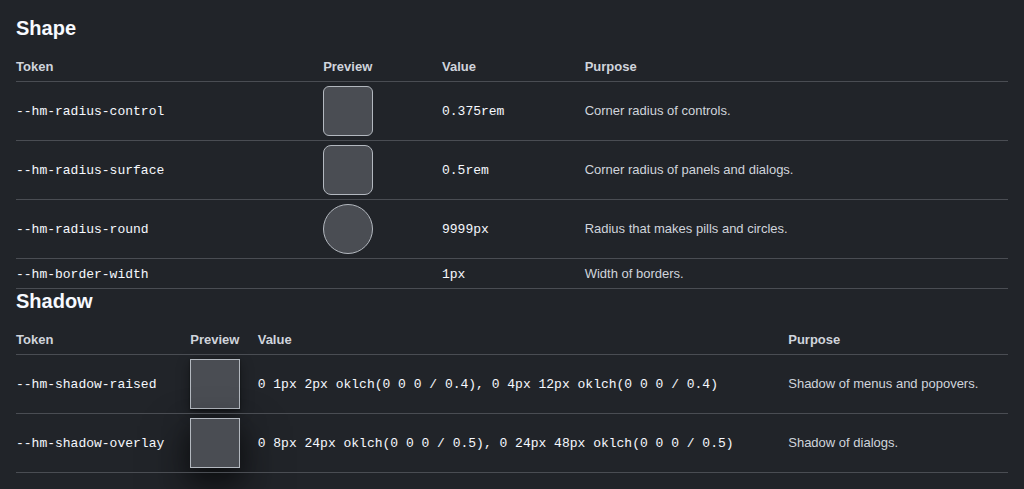 Shape
Token Preview Value Purpose
--hm-radius-control 0.375rem Corner radius of controls.
--hm-radius-surface 0.5rem Corner radius of panels and dialogs.
--hm-radius-round 9999px Radius that makes pills and circles.
--hm-border-width 1px Width of borders.
Shadow
Token Preview Value Purpose
--hm-shadow-raised 0 1px 2px oklch(0 0 0 / 0.4), 0 4px 12px oklch(0 0 0 / 0.4) Shadow of menus and popovers.
--hm-shadow-overlay 0 8px 24px oklch(0 0 0 / 0.5), 0 24px 48px oklch(0 0 0 / 0.5) Shadow of dialogs.